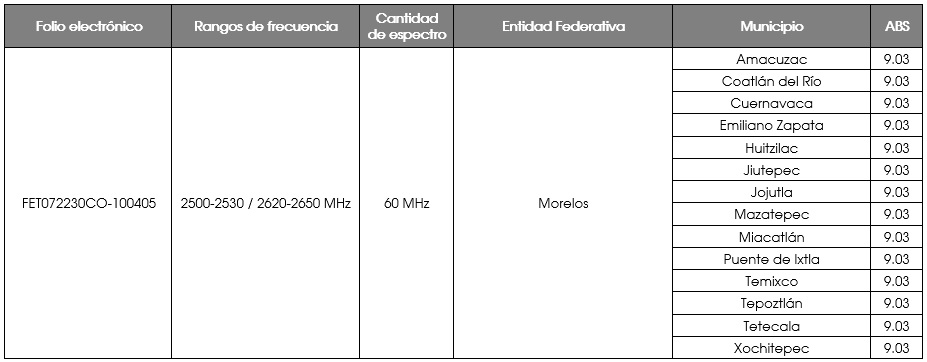 Folio electrónico Rangos de frecuencia Cantidad de espectro Entidad Federativa Municipio ABS
FET072230CO-100405 2500-2530 / 2620-2650 MHz 60 MHz Morelos
Amacuzac 9.03
Coatlán del Río 9.03
Cuernavaca 9.03
Emiliano Zapata 9.03
Huitzilac 9.03
Jiutepec 9.03
Jojutla 9.03
Mazatepec 9.03
Miacatlán 9.03
Puente de Ixtla 9.03
Temixco 9.03
Tepoztlán 9.03
Tetecala 9.03
Xochitepec 9.03